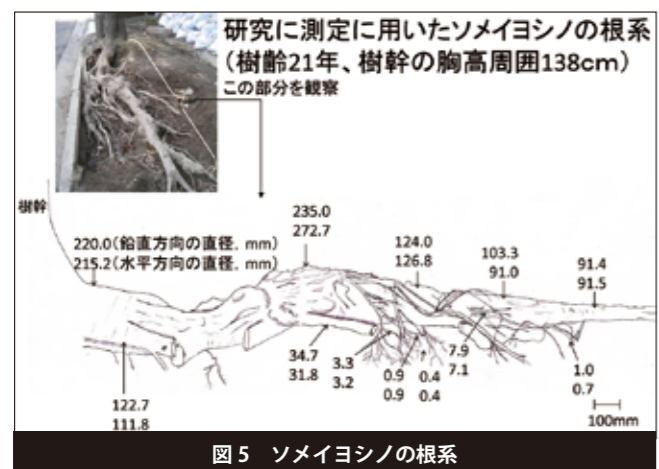 研究に測定に用いたソメイヨシノの根系
(樹齢21年、樹幹の胸高周囲138cm)
この部分を観察
樹幹
220.0(鉛直方向の直径, mm)
215.2(水平方向の直径, mm)
235.0
272.7
124.0
126.8
103.3
91.0
91.4
91.5
122.7
111.8
34.7
31.8
3.3
3.2
0.9
0.9
0.4
0.4
7.9
7.1
1.0
0.7
100mm
図5 ソメイヨシノの根系